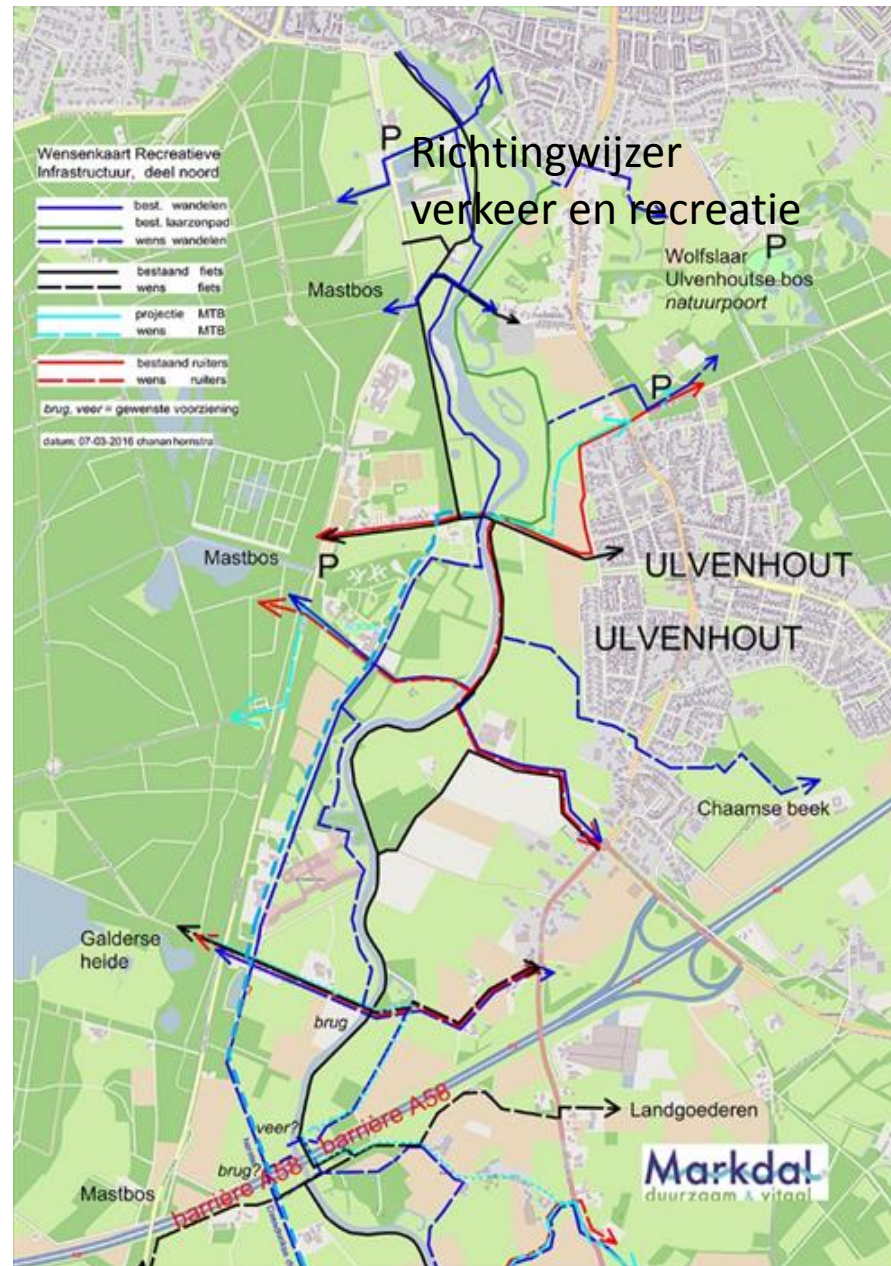 Richtingwijzer
verkeer en recreatie
Wensenkaart Recreatieve
Infrastructuur, deel noord
best. wandelen
best. laarzenpad
wens wandelen
bestaand fiets
wens fiets
projectie MTB
wens MTB
bestaand ruiters
wens ruiters
brug, veer = gewenste voorziening
datum: 07-03-2016 chanan hornstra
P
Mastbos
Wolfslaar P
Ulvenhoutse bos
natuurpoort
P
Mastbos
P
ULVENHOUT
ULVENHOUT
Chaamse beek
Galderse
heide
brug
veer?
barrière A58
Landgoederen
brug?
barrière A58
Mastbos
Markdal
duurzaam & vitaal